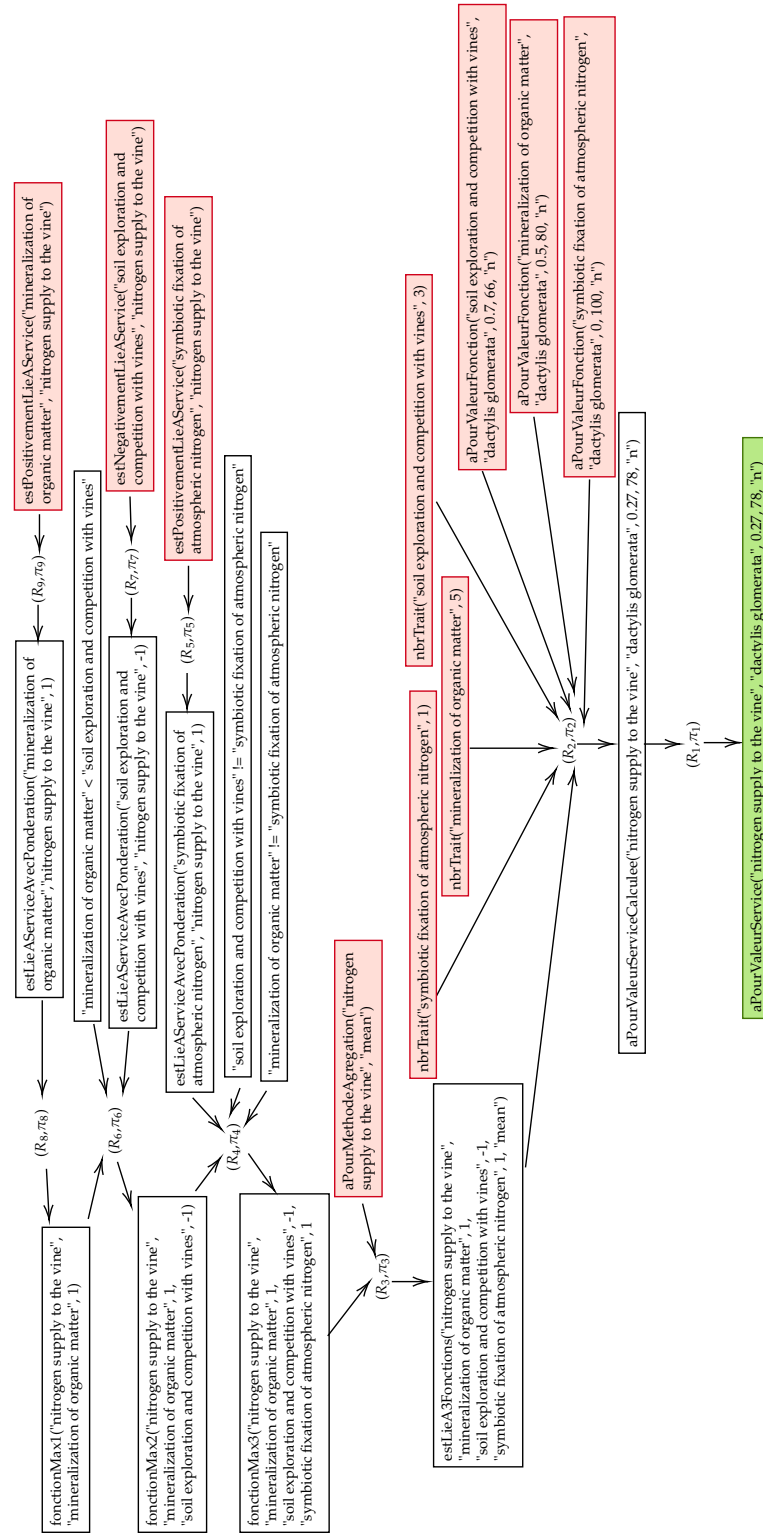 estPositivementLieAService("mineralization of
organic matter", "nitrogen supply to the vine")
(R9,π9)
estLieAServiceAvecPonderation("mineralization of
organic matter","nitrogen supply to the vine", 1)
(R8,π8)
fonctionMax1("nitrogen supply to the vine",
"mineralization of organic matter", 1)
"mineralization of organic matter" < "soil exploration and competition with vines"
estNegativementLieAService("soil exploration and
competition with vines", "nitrogen supply to the vine")
(R7,π7)
estLieAServiceAvecPonderation("soil exploration and
competition with vines", "nitrogen supply to the vine", -1)
(R6,π6)
fonctionMax2("nitrogen supply to the vine",
"mineralization of organic matter", 1,
"soil exploration and competition with vines", -1)
estPositivementLieAService("symbiotic fixation of
atmospheric nitrogen", "nitrogen supply to the vine")
(R5,π5)
estLieAServiceAvecPonderation("symbiotic fixation of
atmospheric nitrogen", "nitrogen supply to the vine", 1)
"soil exploration and competition with vines" != "symbiotic fixation of atmospheric nitrogen"
"mineralization of organic matter" != "symbiotic fixation of atmospheric nitrogen"
(R4,π4)
fonctionMax3("nitrogen supply to the vine",
"mineralization of organic matter", 1,
"soil exploration and competition with vines", -1,
"symbiotic fixation of atmospheric nitrogen", 1
aPourMethodeAgregation("nitrogen
supply to the vine", "mean")
(R3,π3)
estLieA3Fonctions("nitrogen supply to the vine",
"mineralization of organic matter", 1,
"soil exploration and competition with vines", -1,
"symbiotic fixation of atmospheric nitrogen", 1, "mean")
nbrTrait("symbiotic fixation of atmospheric nitrogen", 1)
nbrTrait("mineralization of organic matter", 5)
nbrTrait("soil exploration and competition with vines", 3)
aPourValeurFonction("soil exploration and competition with vines",
"dactylis glomerata", 0.7, 66, "n")
aPourValeurFonction("mineralization of organic matter",
"dactylis glomerata", 0.5, 80, "n")
aPourValeurFonction("symbiotic fixation of atmospheric nitrogen",
"dactylis glomerata", 0, 100, "n")
(R2,π2)
aPourValeurServiceCalculee("nitrogen supply to the vine", "dactylis glomerata", 0.27, 78, "n")
(R1,π1)
aPourValeurService("nitrogen supply to the vine", "dactylis glomerata", 0.27, 78, "n")